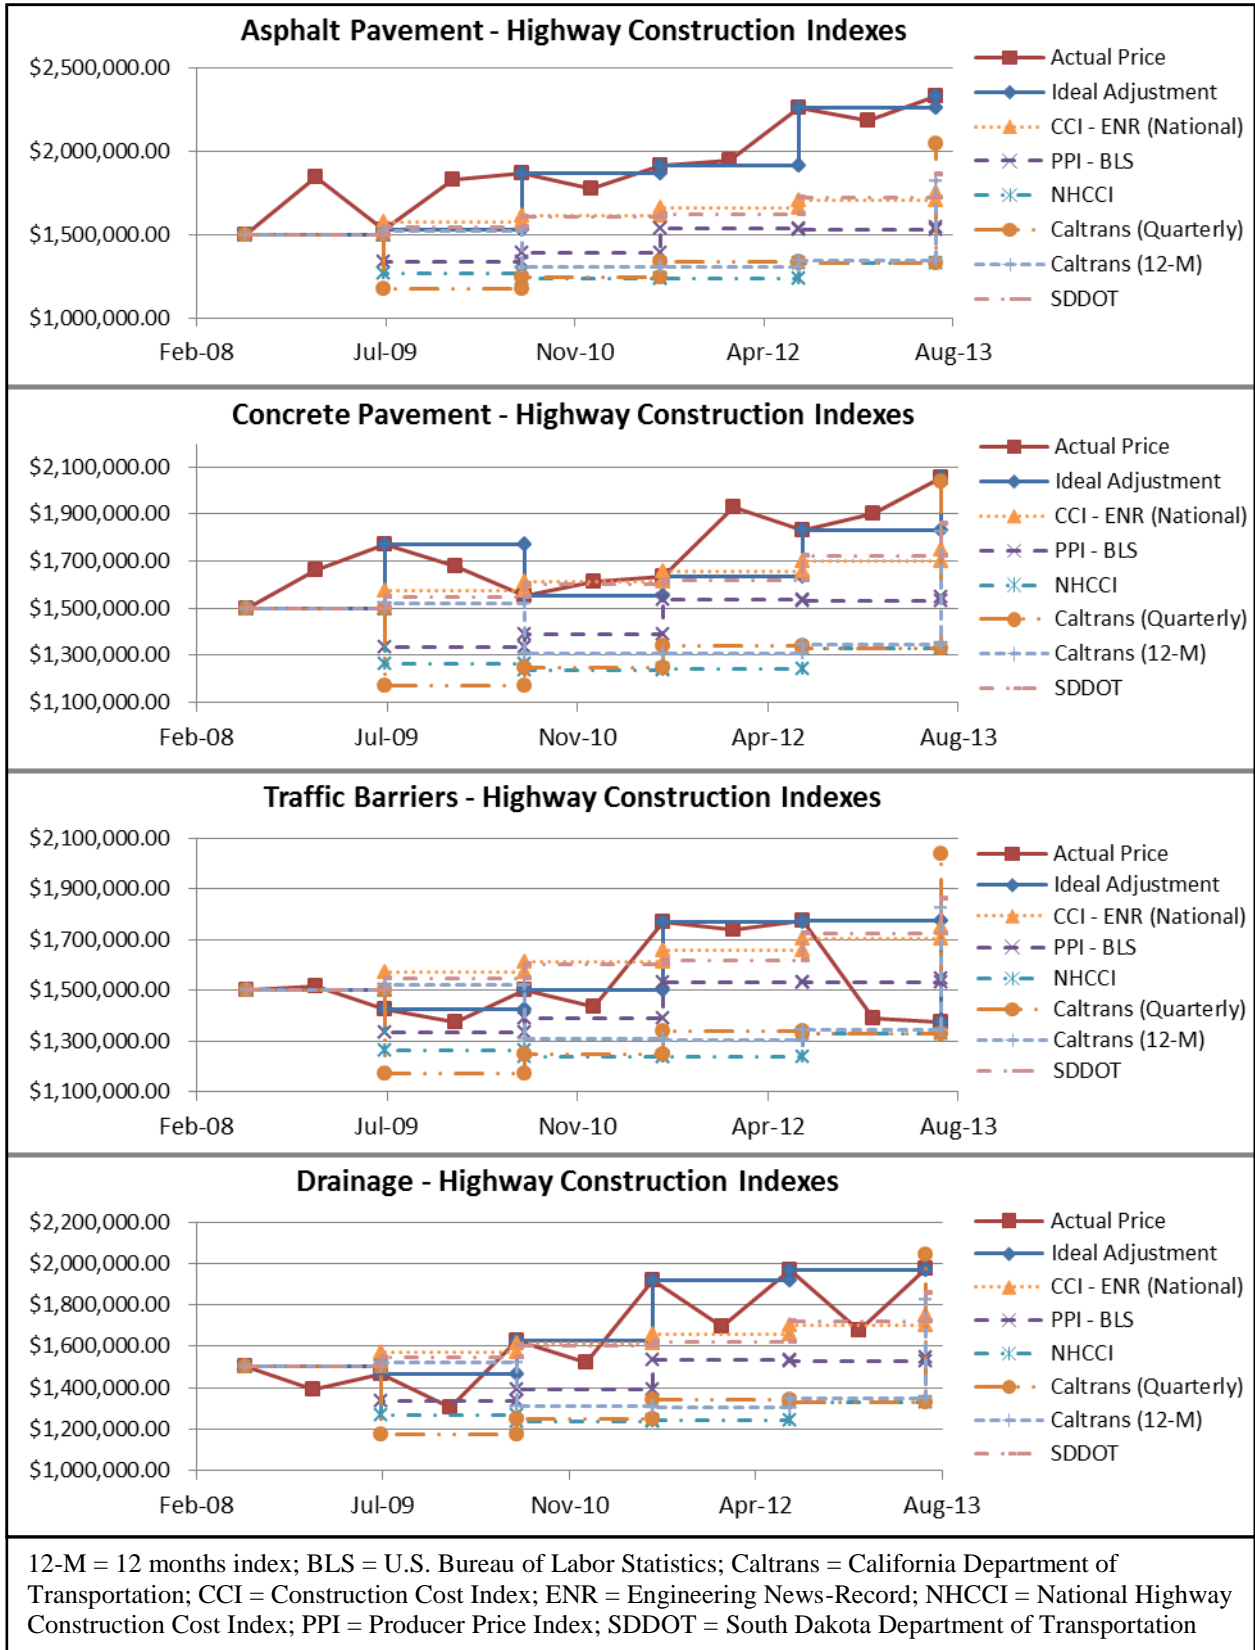 Asphalt Pavement - Highway Construction Indexes
$2,500,000.00
$2,000,000.00
$1,500,000.00
$1,000,000.00
Feb-08 Jul-09 Nov-10 Apr-12 Aug-13
Actual Price
Ideal Adjustment
CCI - ENR (National)
PPI - BLS
NHCCI
Caltrans (Quarterly)
Caltrans (12-M)
SDDOT
Concrete Pavement - Highway Construction Indexes
$2,100,000.00
$1,900,000.00
$1,700,000.00
$1,500,000.00
$1,300,000.00
$1,100,000.00
Feb-08 Jul-09 Nov-10 Apr-12 Aug-13
Actual Price
Ideal Adjustment
CCI - ENR (National)
PPI - BLS
NHCCI
Caltrans (Quarterly)
Caltrans (12-M)
SDDOT
Traffic Barriers - Highway Construction Indexes
$2,100,000.00
$1,900,000.00
$1,700,000.00
$1,500,000.00
$1,300,000.00
$1,100,000.00
Feb-08 Jul-09 Nov-10 Apr-12 Aug-13
Actual Price
Ideal Adjustment
CCI - ENR (National)
PPI - BLS
NHCCI
Caltrans (Quarterly)
Caltrans (12-M)
SDDOT
Drainage - Highway Construction Indexes
$2,200,000.00
$2,000,000.00
$1,800,000.00
$1,600,000.00
$1,400,000.00
$1,200,000.00
$1,000,000.00
Feb-08 Jul-09 Nov-10 Apr-12 Aug-13
Actual Price
Ideal Adjustment
CCI - ENR (National)
PPI - BLS
NHCCI
Caltrans (Quarterly)
Caltrans (12-M)
SDDOT
12-M = 12 months index; BLS = U.S. Bureau of Labor Statistics; Caltrans = California Department of
Transportation; CCI = Construction Cost Index; ENR = Engineering News-Record; NHCCI = National Highway
Construction Cost Index; PPI = Producer Price Index; SDDOT = South Dakota Department of Transportation